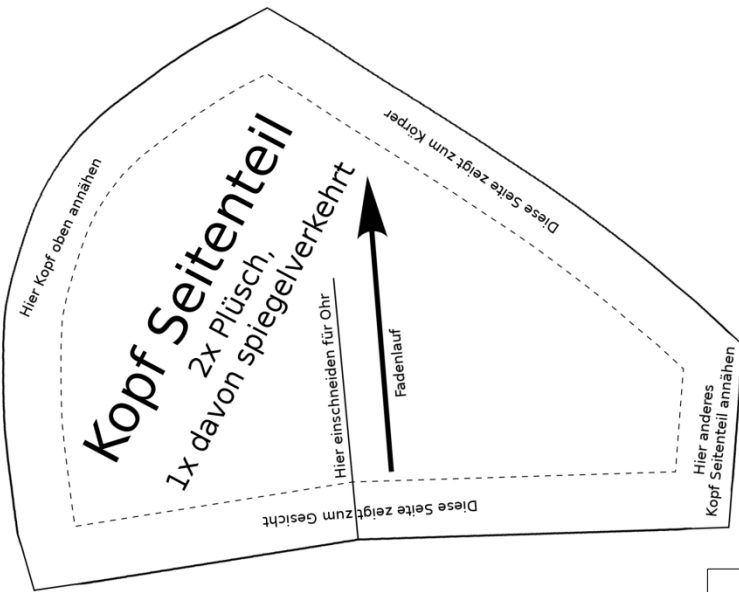 Kopf Seitenteil
2x Plüsch,
1x davon spiegelverkehrt
Hier Kopf oben annähen
Diese Seite zeigt zum Körper
Hier einschneiden für Ohr
Fadenlauf
Hier anderes
Kopf Seitenteil annähen
Diese Seite zeigt zum Gesicht